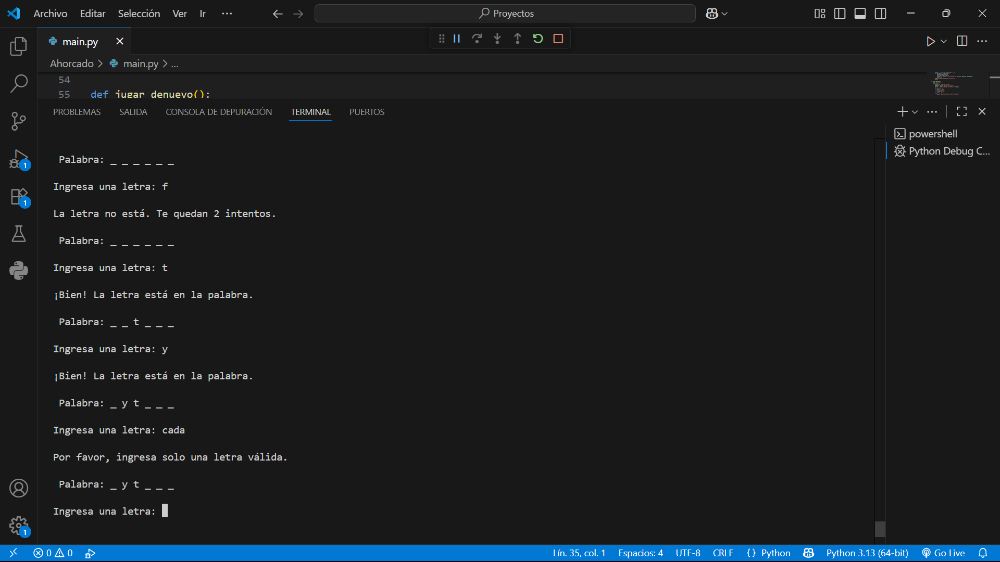 Archivo Editar Selección Ver Ir ···
Proyectos
main.py
Ahorcado > main.py > ...
54
55 def jugar_denuevo():
PROBLEMAS SALIDA CONSOLA DE DEPURACIÓN TERMINAL PUERTOS
powershell
Python Debug C...
Palabra: _ _ _ _ _ _
Ingresa una letra: f
La letra no está. Te quedan 2 intentos.
Palabra: _ _ _ _ _ _
Ingresa una letra: t
¡Bien! La letra está en la palabra.
Palabra: _ _ t _ _ _
Ingresa una letra: y
¡Bien! La letra está en la palabra.
Palabra: _ y t _ _ _
Ingresa una letra: cada
Por favor, ingresa solo una letra válida.
Palabra: _ y t _ _ _
Ingresa una letra:
1
1
1
0 0 Lín. 35, col. 1 Espacios: 4 UTF-8 CRLF {} Python Python 3.13 (64-bit) Go Live